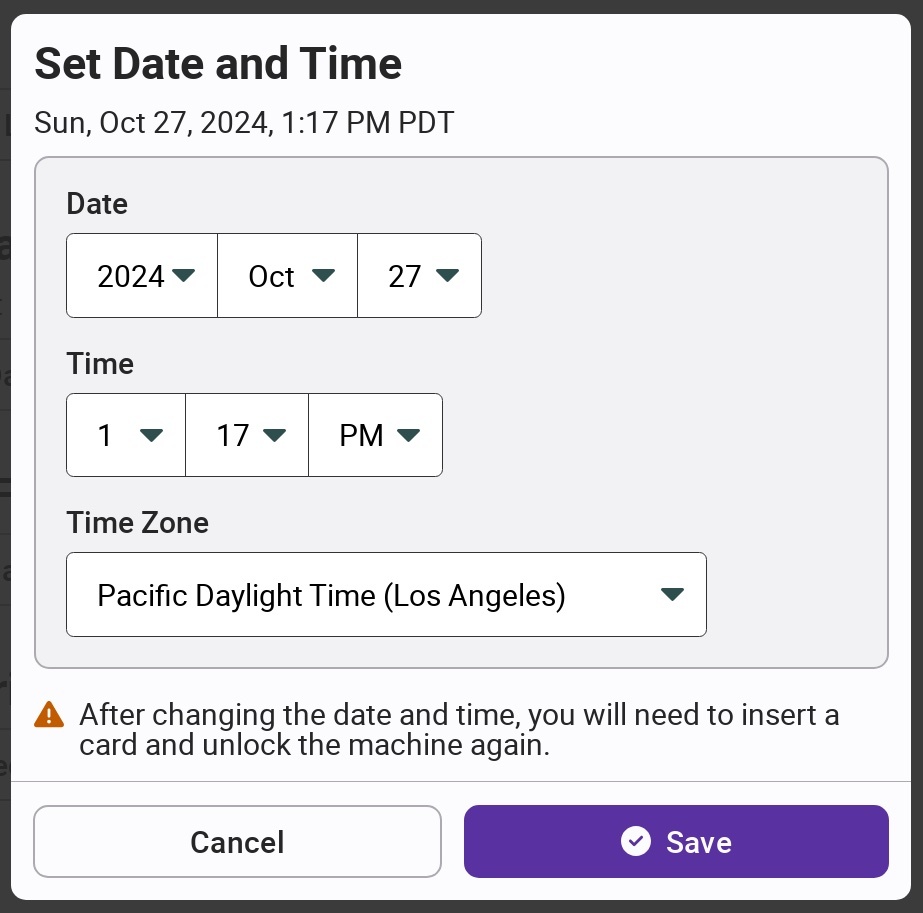 Set Date and Time
Sun, Oct 27, 2024, 1:17 PM PDT
Date
2024 Oct 27
Time
1 17 PM
Time Zone
Pacific Daylight Time (Los Angeles)
After changing the date and time, you will need to insert a
card and unlock the machine again.
Cancel Save